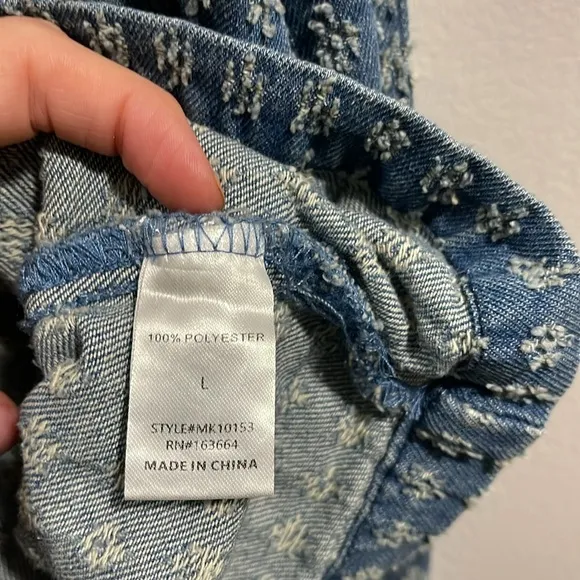 100% POLYESTER
L
STYLE#MK10153
RN#163664
MADE IN CHINA